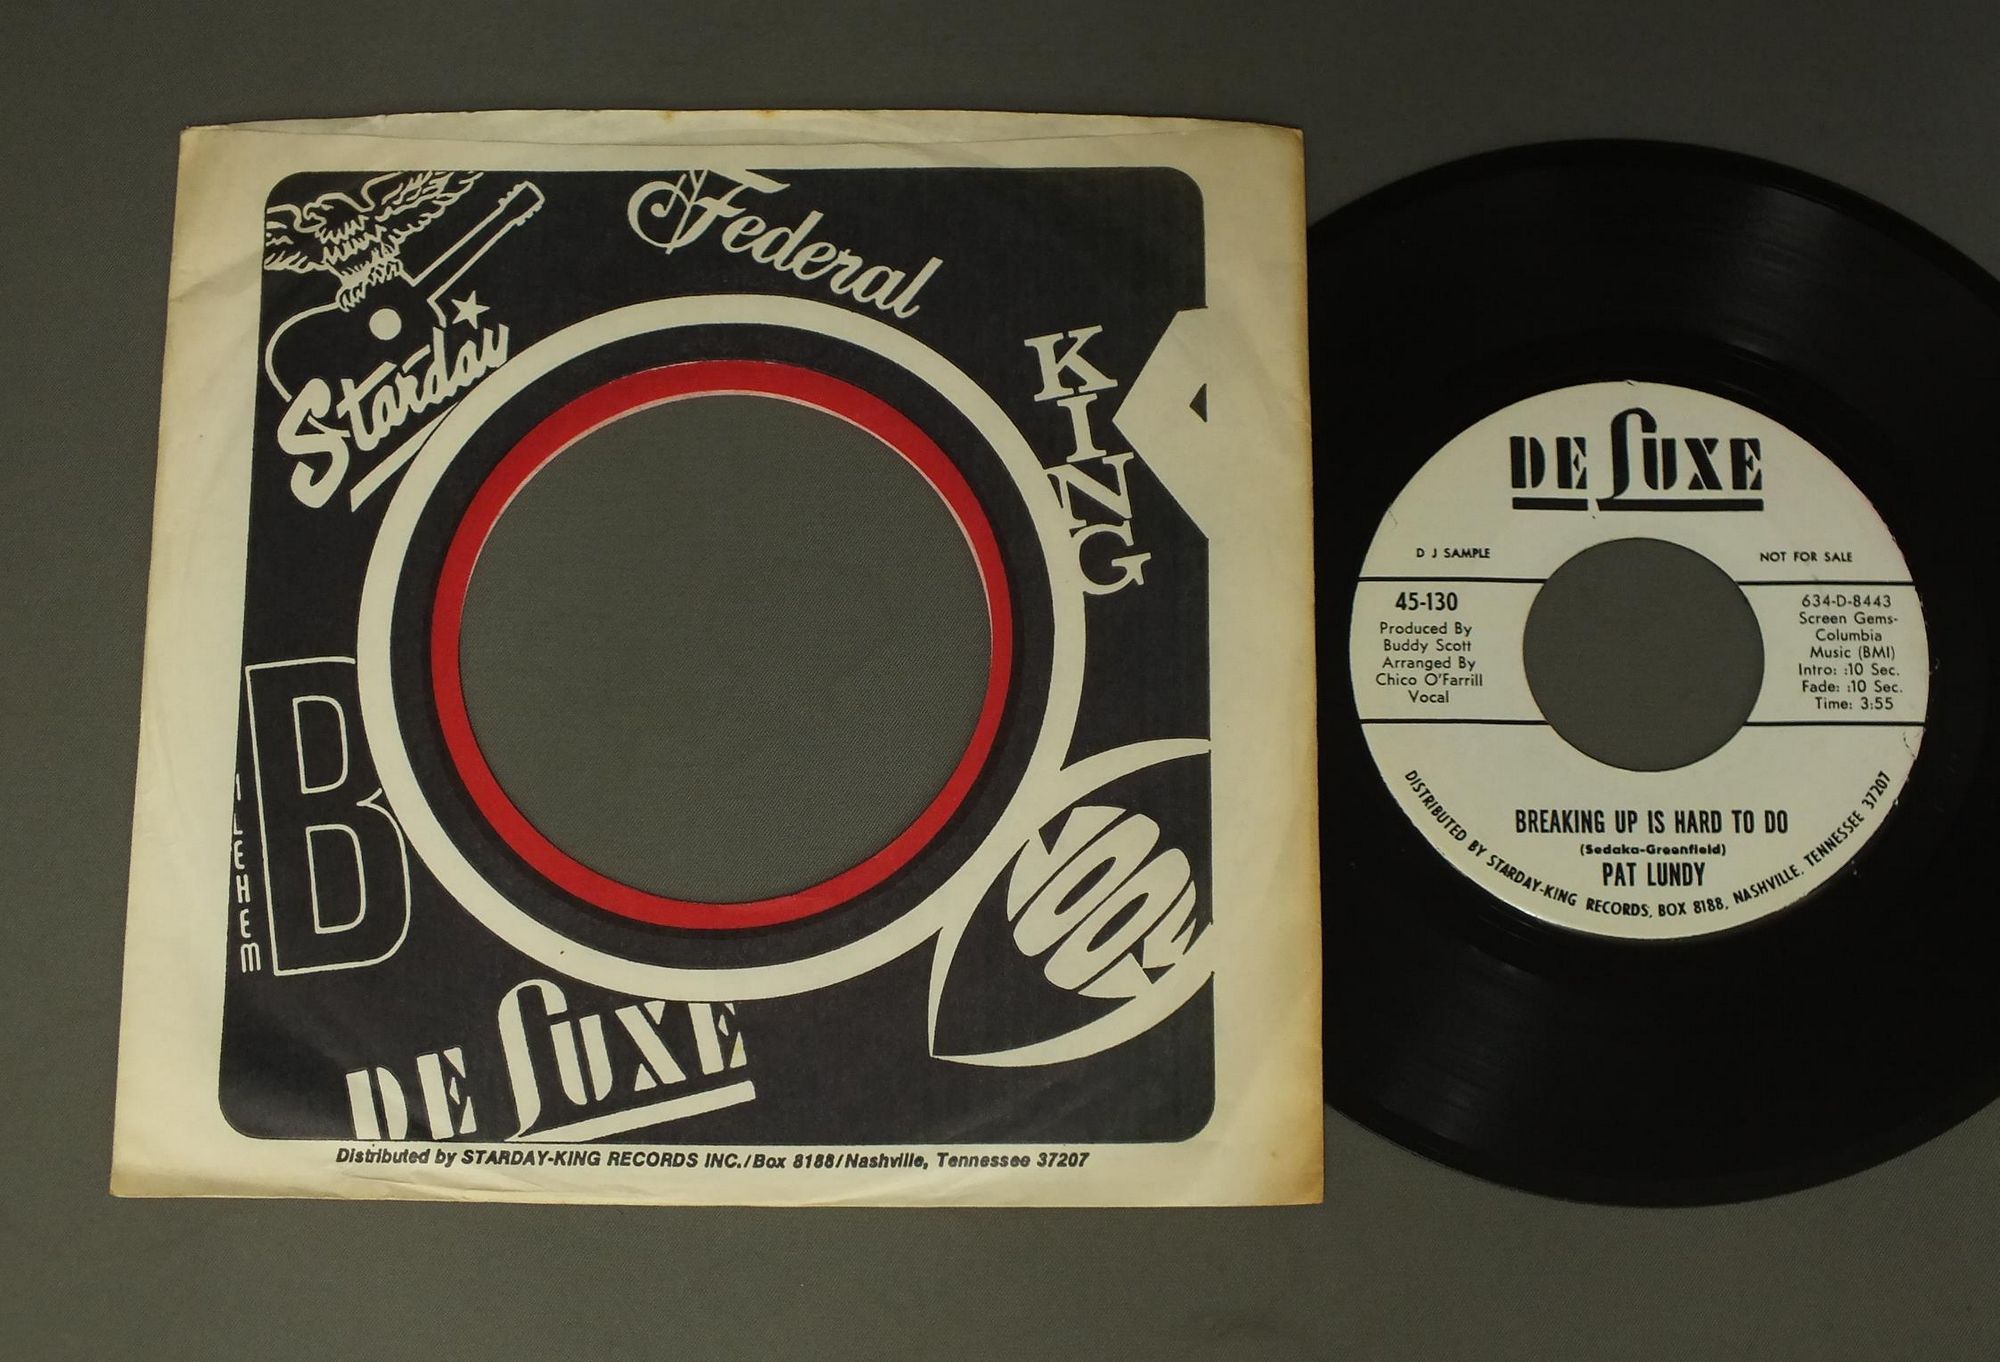 Federal
Starday
KING
B
LEHEM
DE LUXE
Distributed by STARDAY-KING RECORDS INC./Box 8188/Nashville, Tennessee 37207
DE LUXE
D J SAMPLE
NOT FOR SALE
45-130
Produced By
Buddy Scott
Arranged By
Chico O'Farrill
Vocal
634-D-8443
Screen Gems-
Columbia
Music (BMI)
Intro: :10 Sec.
Fade: :10 Sec.
Time: 3:55
BREAKING UP IS HARD TO DO
(Sedaka-Greenfield)
PAT LUNDY
DISTRIBUTED BY STARDAY-KING RECORDS, BOX 8188, NASHVILLE, TENNESSEE 37207